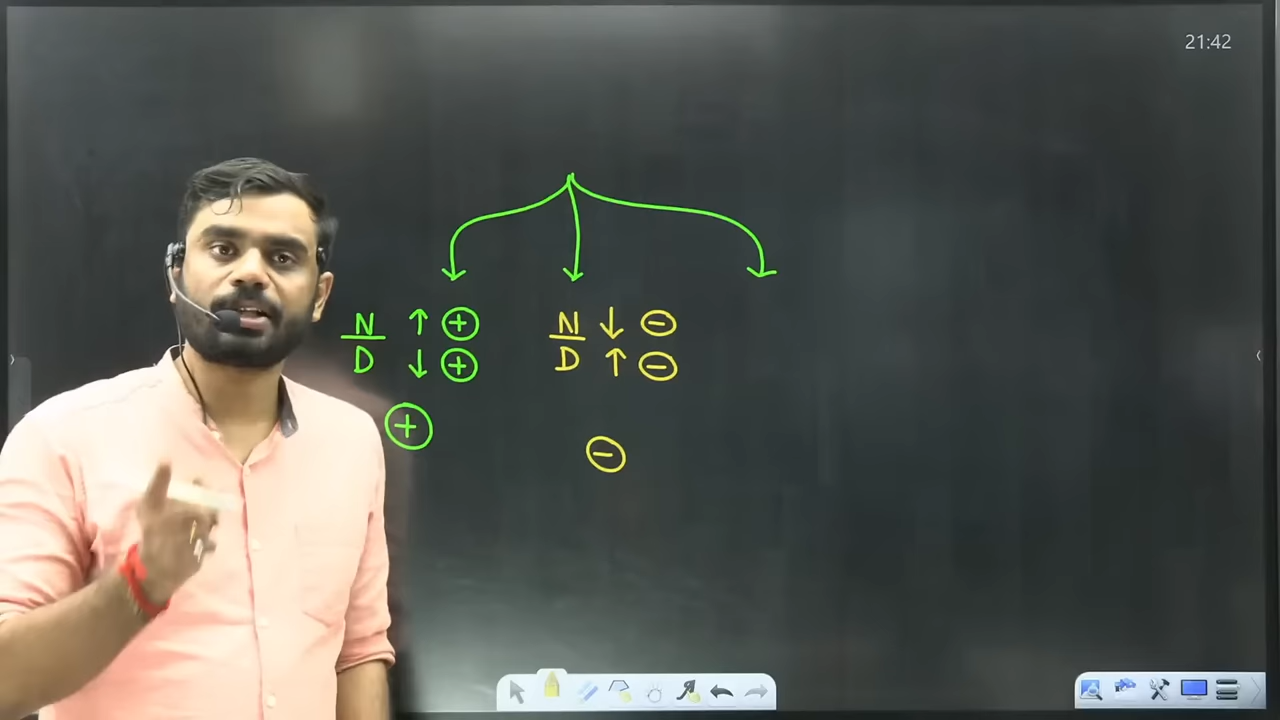 21:42
N ↑ ⊕ N ↓ ⊖
D ↓ ⊕ D ↑ ⊖
⊕
⊖